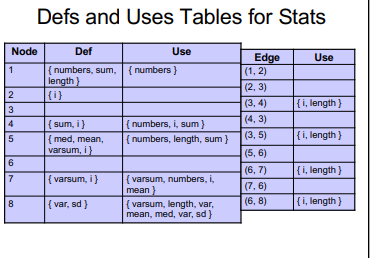 Defs and Uses Tables for Stats
Node Def Use
1 { numbers, sum, { numbers }
length }
2 { i }
3
4 { sum, i } { numbers, i, sum }
5 { med, mean, { numbers, length, sum }
varsum, i }
6
7 { varsum, i } { varsum, numbers, i,
mean }
8 { var, sd } { varsum, length, var,
mean, med, var, sd }
Edge Use
(1, 2)
(2, 3)
(3, 4) { i, length }
(4, 3)
(3, 5) { i, length }
(5, 6)
(6, 7) { i, length }
(7, 6)
(6, 8) { i, length }